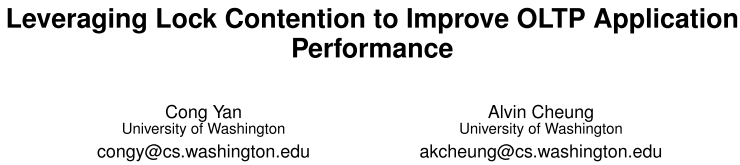 Leveraging Lock Contention to Improve OLTP Application
Performance
Cong Yan
University of Washington
congy@cs.washington.edu
Alvin Cheung
University of Washington
akcheung@cs.washington.edu